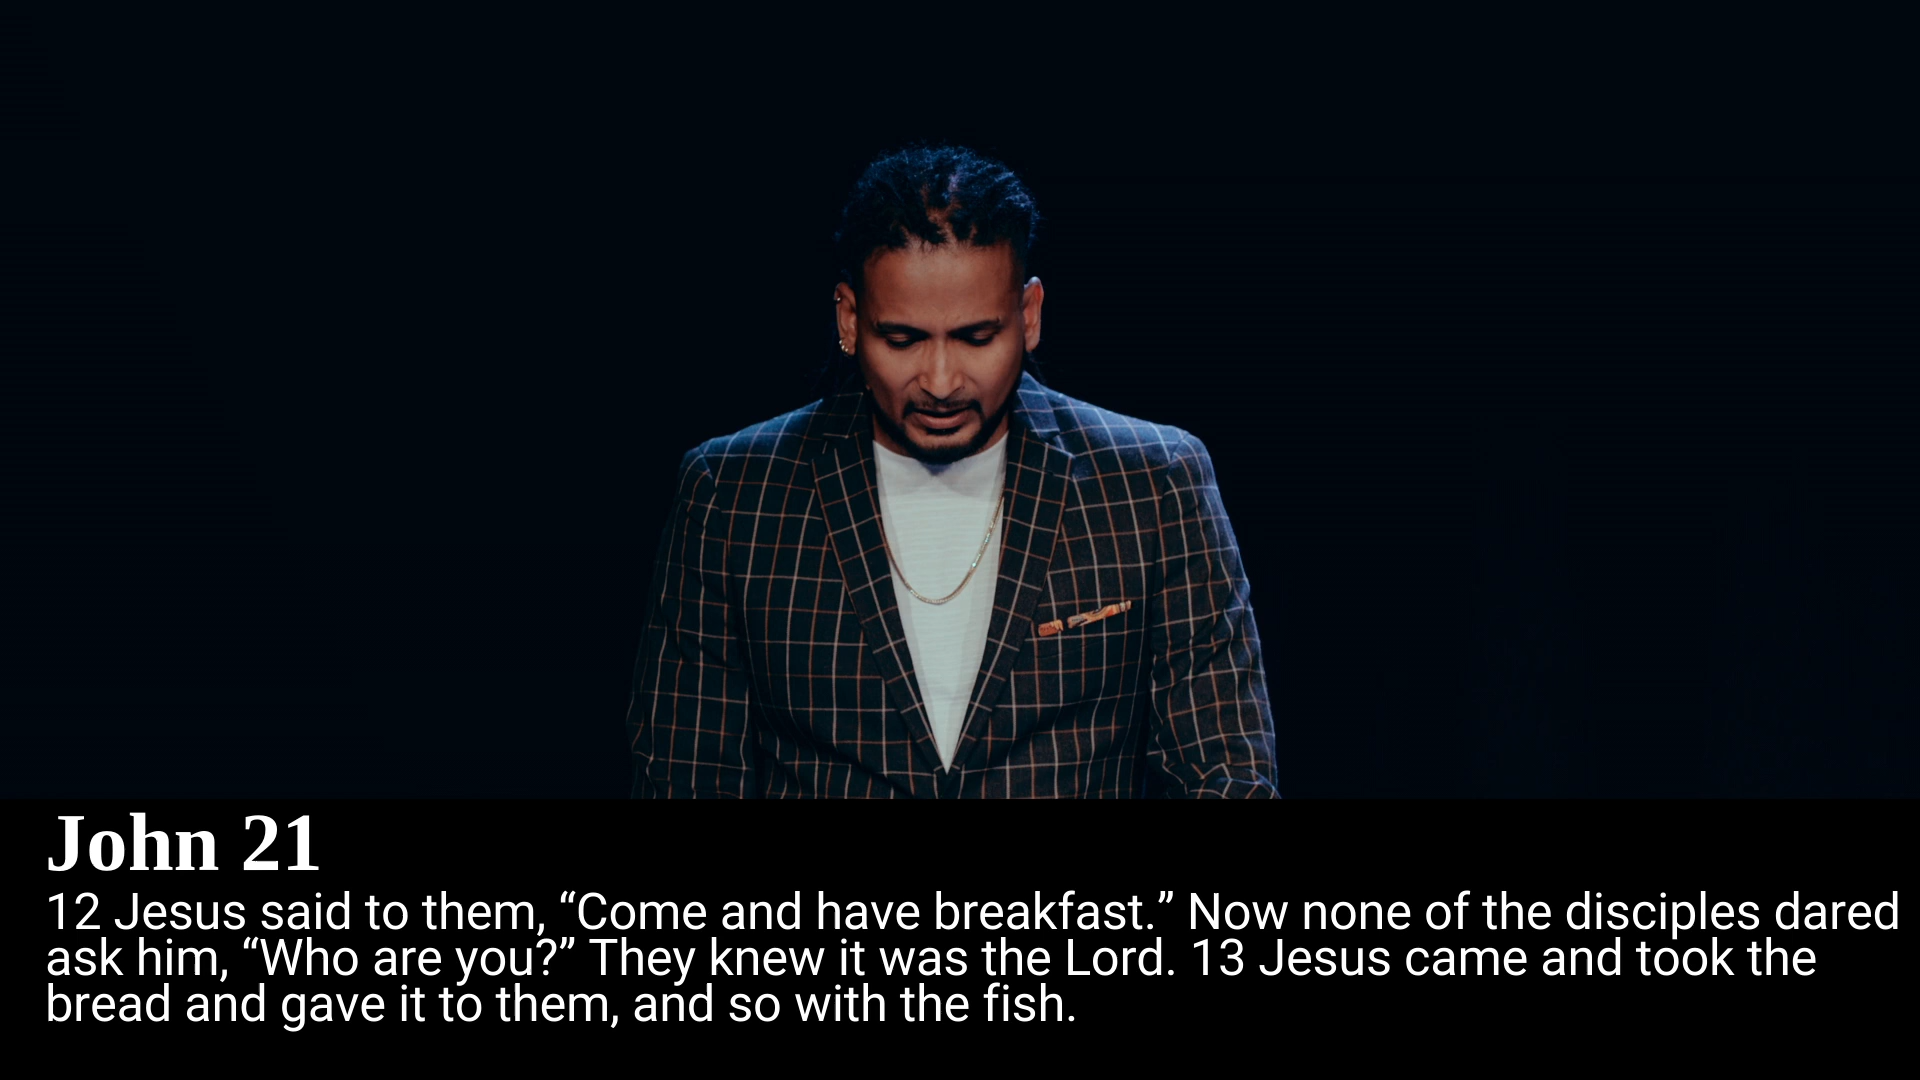 John 21
12 Jesus said to them, “Come and have breakfast.” Now none of the disciples dared
ask him, “Who are you?” They knew it was the Lord. 13 Jesus came and took the
bread and gave it to them, and so with the fish.